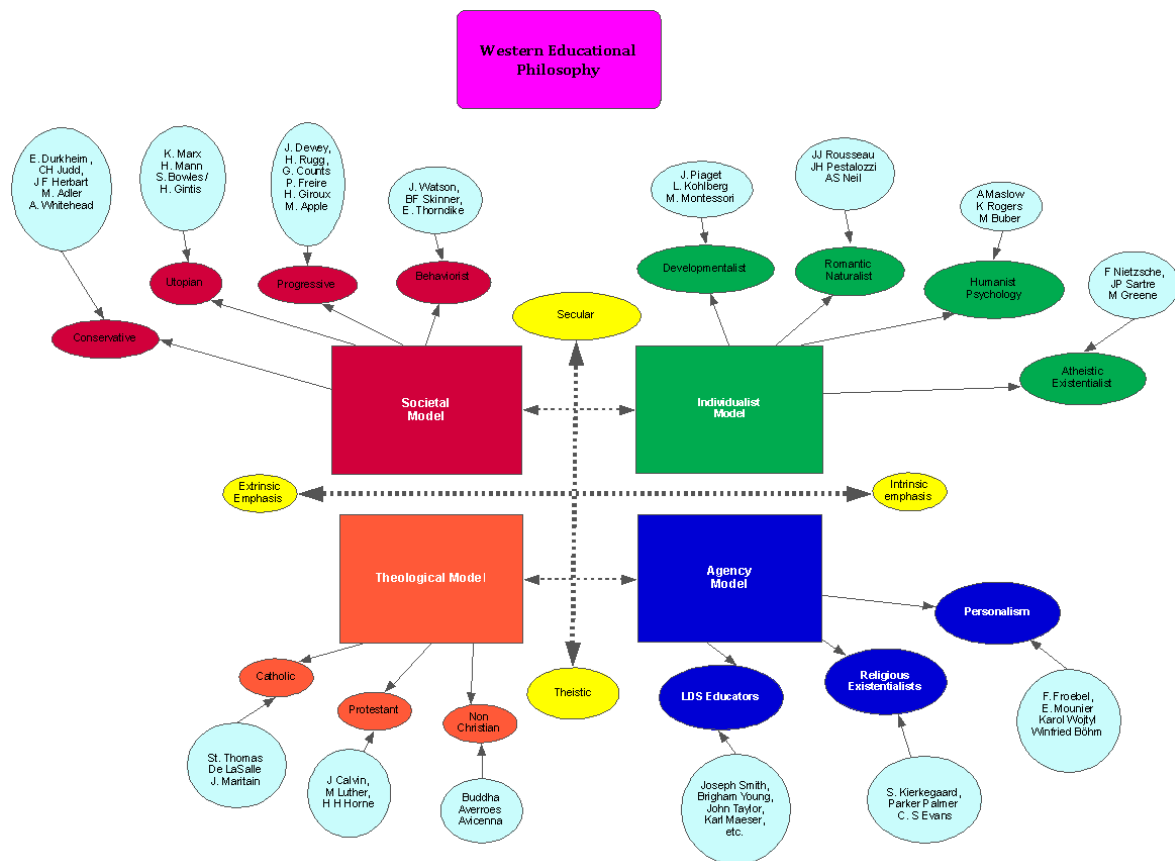 Western Educational
Philosophy
E. Durkheim,
CH Judd,
J F Herbart
M. Adler
A. Whitehead
K. Marx
H. Mann
S. Bowles/
H. Gintis
J. Devey,
H. Rugg,
G. Counts
P. Freire
H. Giroux
M. Apple
J. Watson,
BF Skinner,
E. Thorndike
J. Piaget
L. Kohlberg
M. Montessori
JJ Rousseau
JH Pestalozzi
AS Neil
A Maslow
K Rogers
M Buber
F Nietzsche,
JP Sartre
M Greene
Conservative
Utopian
Progressive
Behaviorist
Developmentalist
Romantic
Naturalist
Humanist
Psychology
Atheistic
Existentialist
Secular
Societal
Model
Individualist
Model
Extrinsic
Emphasis
Intrinsic
emphasis
Theological Model
Agency
Model
Catholic
Protestant
Non
Christian
Theistic
LDS Educators
Religious
Existentialists
Personalism
St. Thomas
De LaSalle
J. Maritain
J Calvin,
M Luther,
H H Horne
Buddha
Averroes
Avicenna
Joseph Smith,
Brigham Young,
John Taylor,
Karl Maeser,
etc.
S. Kierkegaard,
Parker Palmer
C. S Evans
F. Froebel,
E. Mounier
Karol Wojtyl
Winfried Böhm